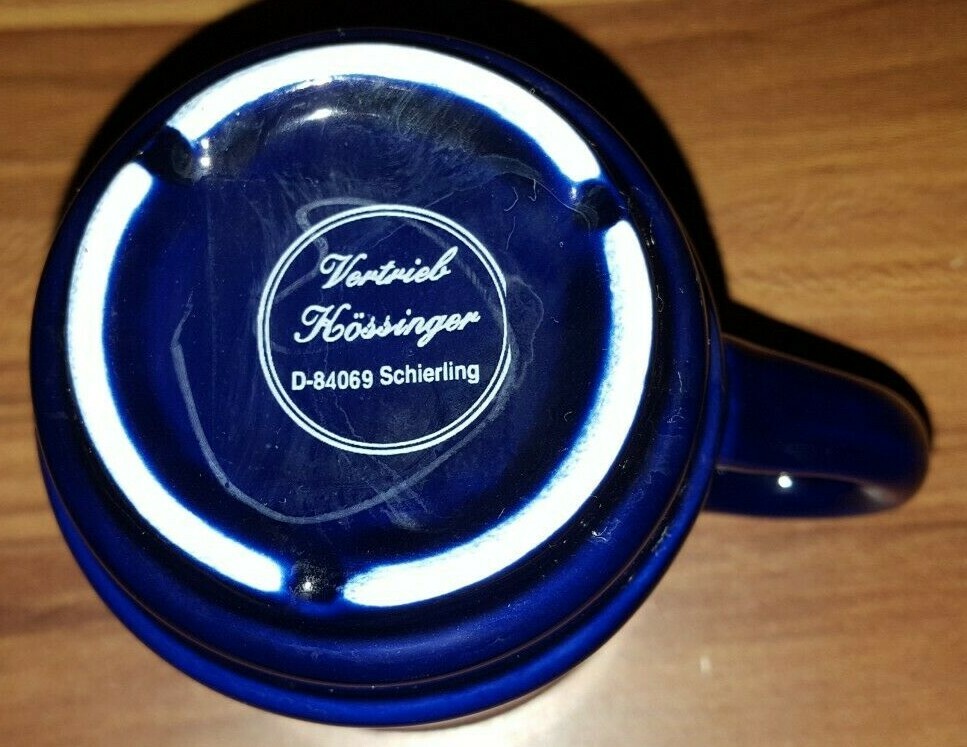 Vertrieb
Hössinger
D-84069 Schierling